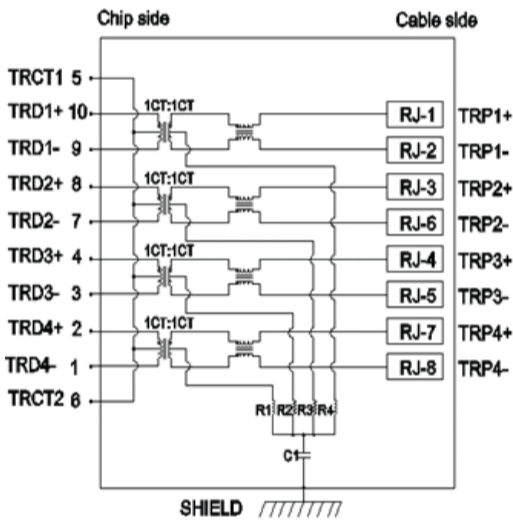 Chip side Cable side
TRCT1 5
TRD1+ 10 1CT:1CT RJ-1 TRP1+
TRD1- 9 RJ-2 TRP1-
TRD2+ 8 1CT:1CT RJ-3 TRP2+
TRD2- 7 RJ-6 TRP2-
TRD3+ 4 1CT:1CT RJ-4 TRP3+
TRD3- 3 RJ-5 TRP3-
TRD4+ 2 1CT:1CT RJ-7 TRP4+
TRD4- 1 RJ-8 TRP4-
TRCT2 6
R1 R2 R3 R4
C1
SHIELD